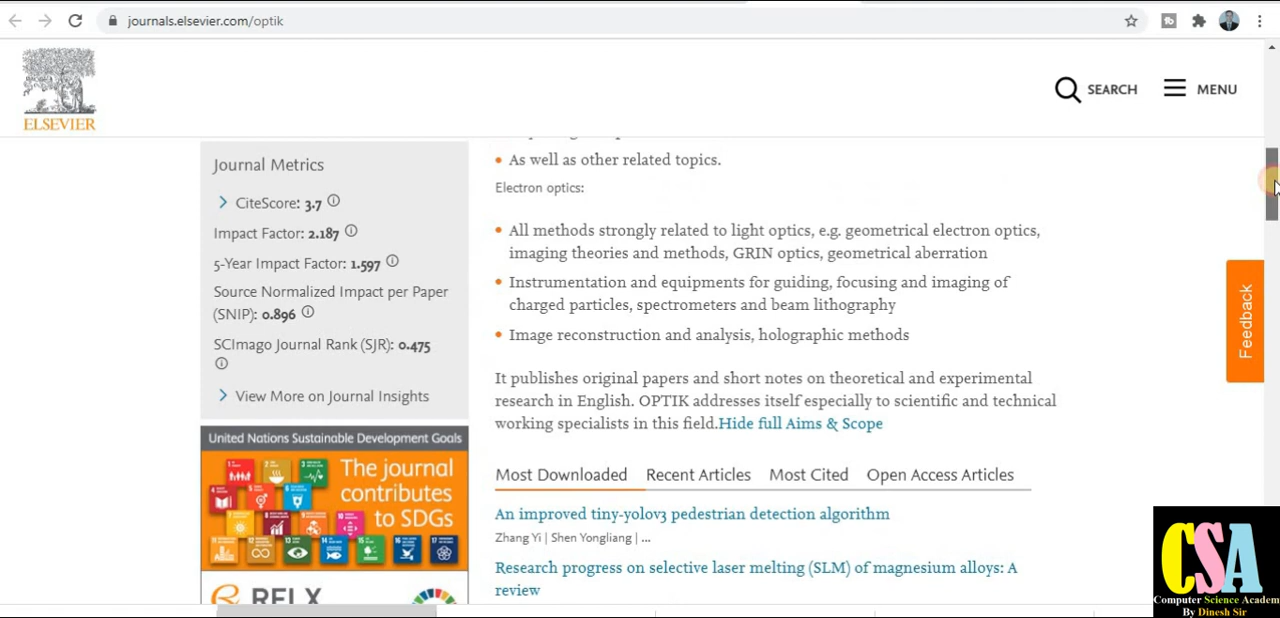 journals.elsevier.com/optik
ELSEVIER
SEARCH
MENU
Journal Metrics
CiteScore: 3.7
Impact Factor: 2.187
5-Year Impact Factor: 1.597
Source Normalized Impact per Paper
(SNIP): 0.896
SCImago Journal Rank (SJR): 0.475
View More on Journal Insights
United Nations Sustainable Development Goals
The journal
contributes
to SDGs
RELX
As well as other related topics.
Electron optics:
All methods strongly related to light optics, e.g. geometrical electron optics,
imaging theories and methods, GRIN optics, geometrical aberration
Instrumentation and equipments for guiding, focusing and imaging of
charged particles, spectrometers and beam lithography
Image reconstruction and analysis, holographic methods
It publishes original papers and short notes on theoretical and experimental
research in English. OPTIK addresses itself especially to scientific and technical
working specialists in this field.Hide full Aims & Scope
Most Downloaded Recent Articles Most Cited Open Access Articles
An improved tiny-yolov3 pedestrian detection algorithm
Zhang Yi | Shen Yongliang | ...
Research progress on selective laser melting (SLM) of magnesium alloys: A
review
Feedback
CSA
Computer Science Academ
By Dinesh Sir